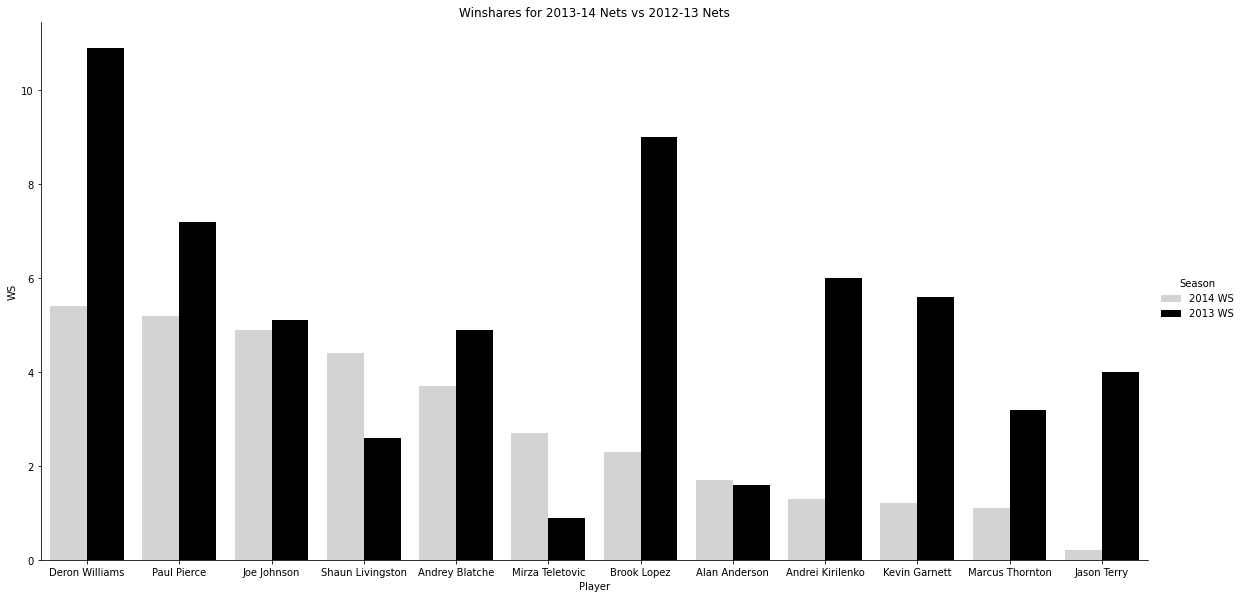 Winshares for 2013-14 Nets vs 2012-13 Nets
WS
10
8
6
4
2
0
Deron Williams Paul Pierce Joe Johnson Shaun Livingston Andrey Blatche Mirza Teletovic Brook Lopez Alan Anderson Andrei Kirilenko Kevin Garnett Marcus Thornton Jason Terry
Player
Season
2014 WS
2013 WS